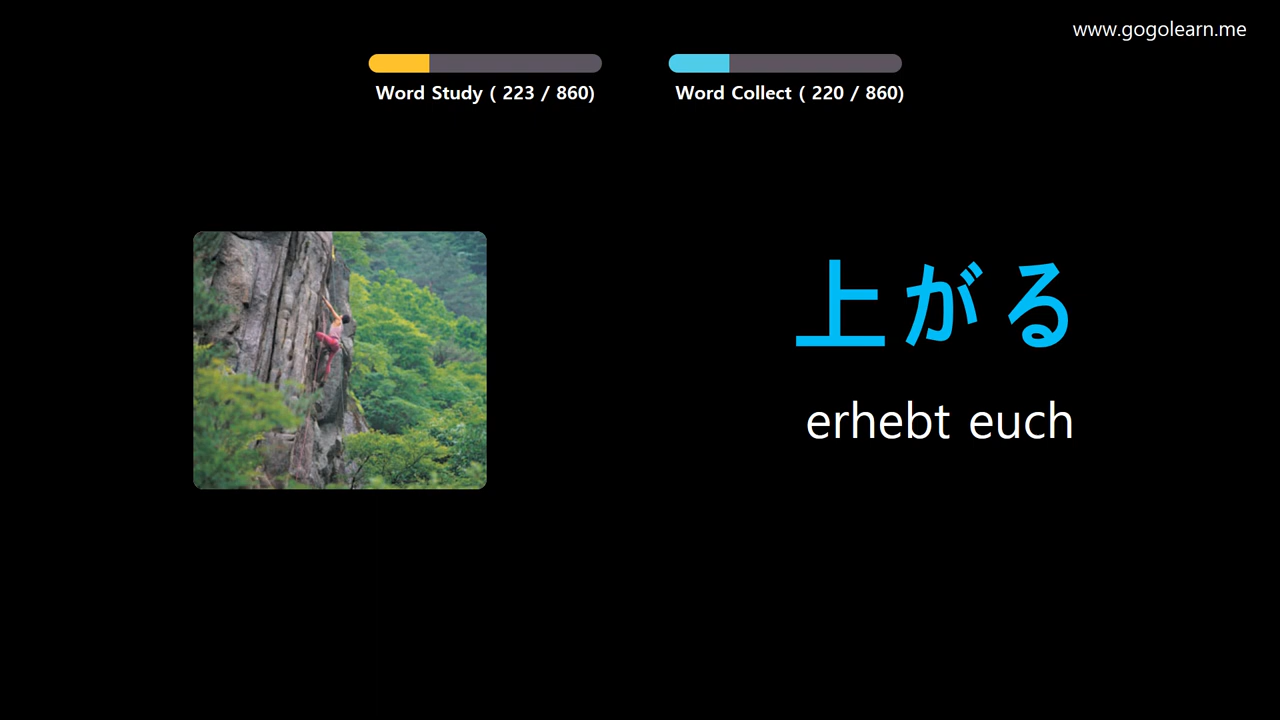 www.gogolearn.me
Word Study ( 223 / 860)
Word Collect ( 220 / 860)
上がる
erhebt euch